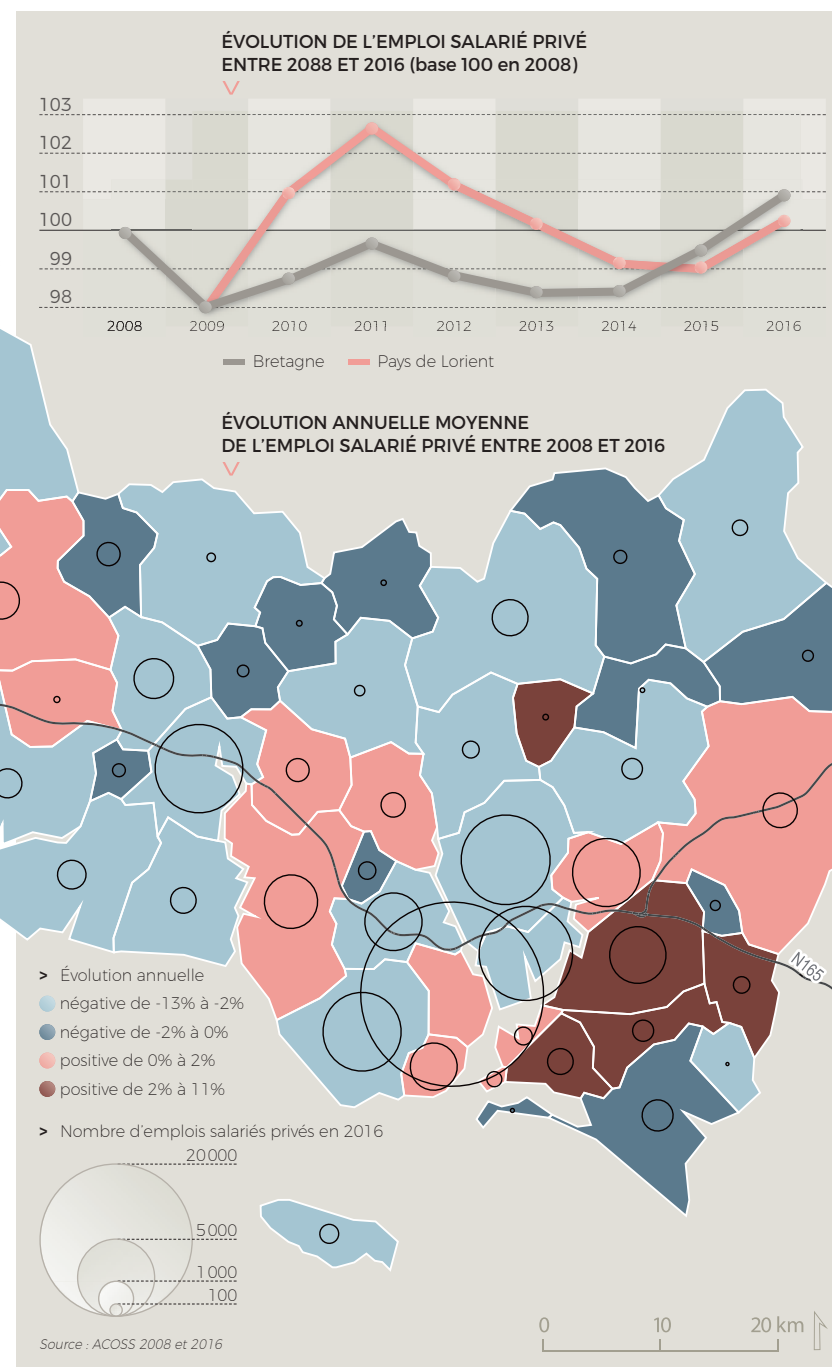 ÉVOLUTION DE L'EMPLOI SALARIÉ PRIVÉ
ENTRE 2088 ET 2016 (base 100 en 2008)
103
102
101
100
99
98
2008 2009 2010 2011 2012 2013 2014 2015 2016
Bretagne Pays de Lorient
ÉVOLUTION ANNUELLE MOYENNE
DE L'EMPLOI SALARIÉ PRIVÉ ENTRE 2008 ET 2016
N165
> Évolution annuelle
négative de -13% à -2%
négative de -2% à 0%
positive de 0% à 2%
positive de 2% à 11%
> Nombre d'emplois salariés privés en 2016
20 000
5 000
1 000
100
Source : ACOSS 2008 et 2016
0 10 20 km